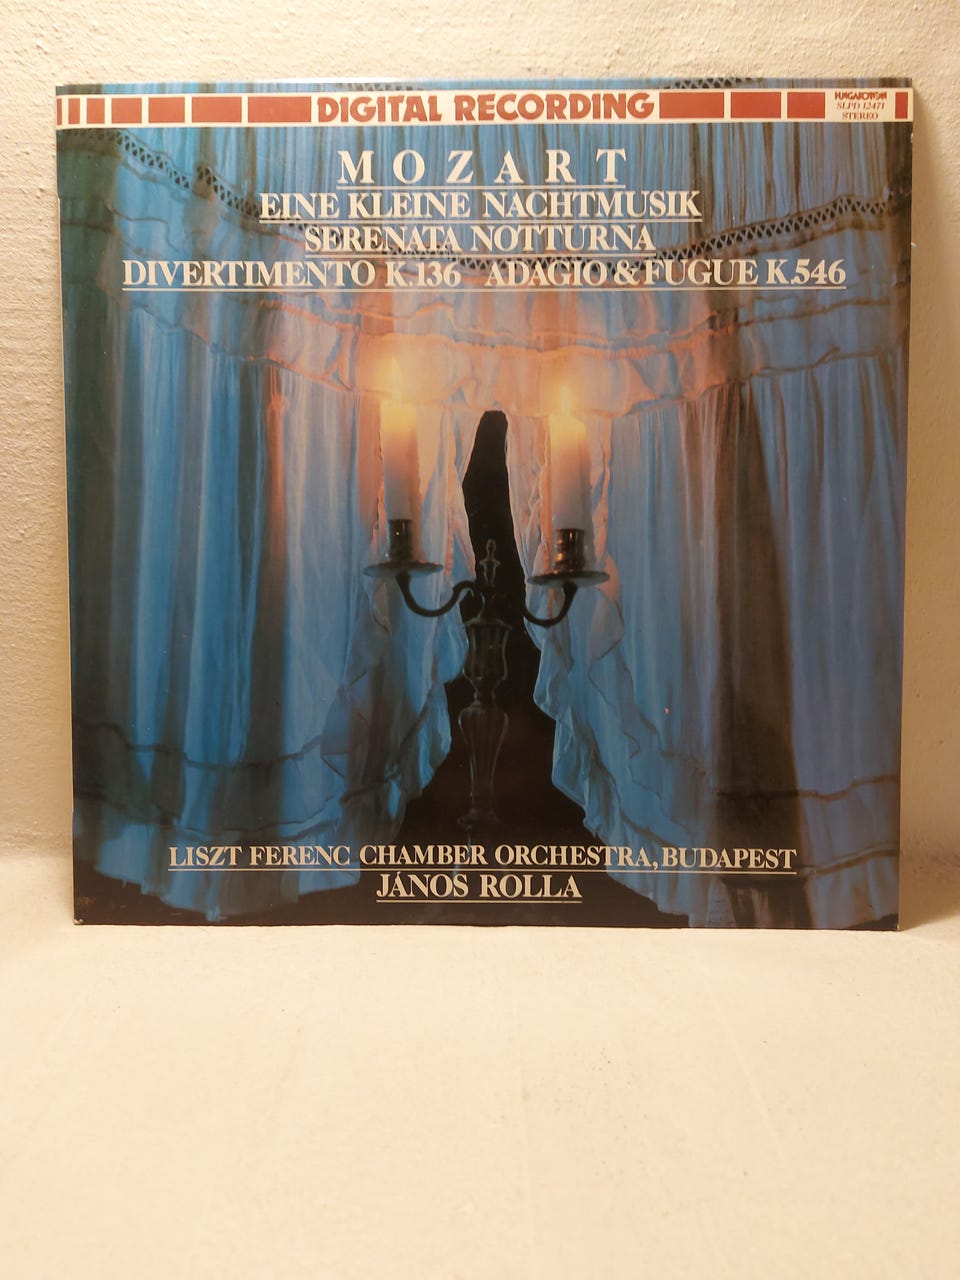 DIGITAL RECORDING
HUNGAROTON
SLPD 12471
STEREO
MOZART
EINE KLEINE NACHTMUSIK
SERENATA NOTTURNA
DIVERTIMENTO K.136 ADAGIO & FUGUE K.546
LISZT FERENC CHAMBER ORCHESTRA, BUDAPEST
JÁNOS ROLLA